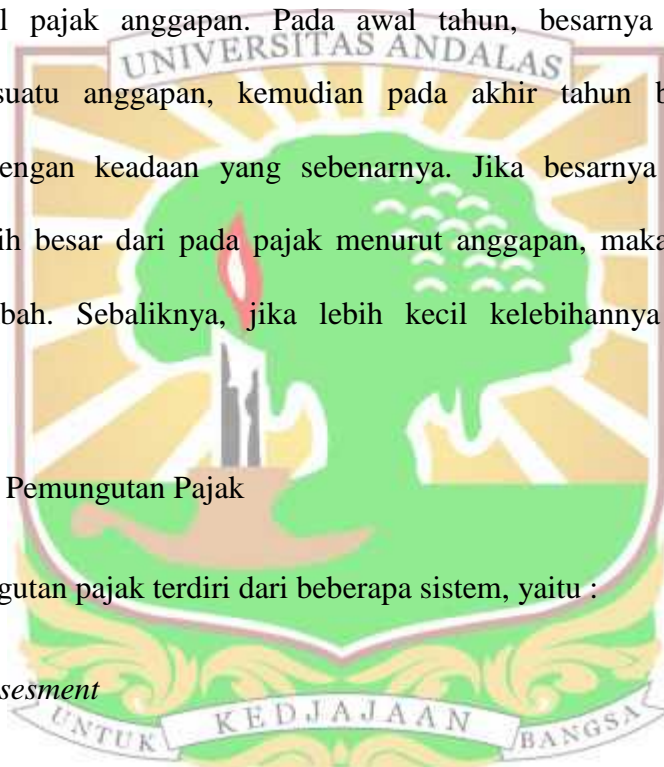 l pajak anggapan. Pada awal tahun, besarnya
UNIVERSITAS ANDALAS
suatu anggapan, kemudian pada akhir tahun b
engan keadaan yang sebenarnya. Jika besarnya
ih besar dari pada pajak menurut anggapan, maka
bah. Sebaliknya, jika lebih kecil kelebihannya
Pemungutan Pajak
gutan pajak terdiri dari beberapa sistem, yaitu :
sesment
UNTUK KEDJAJAAN BANGSA